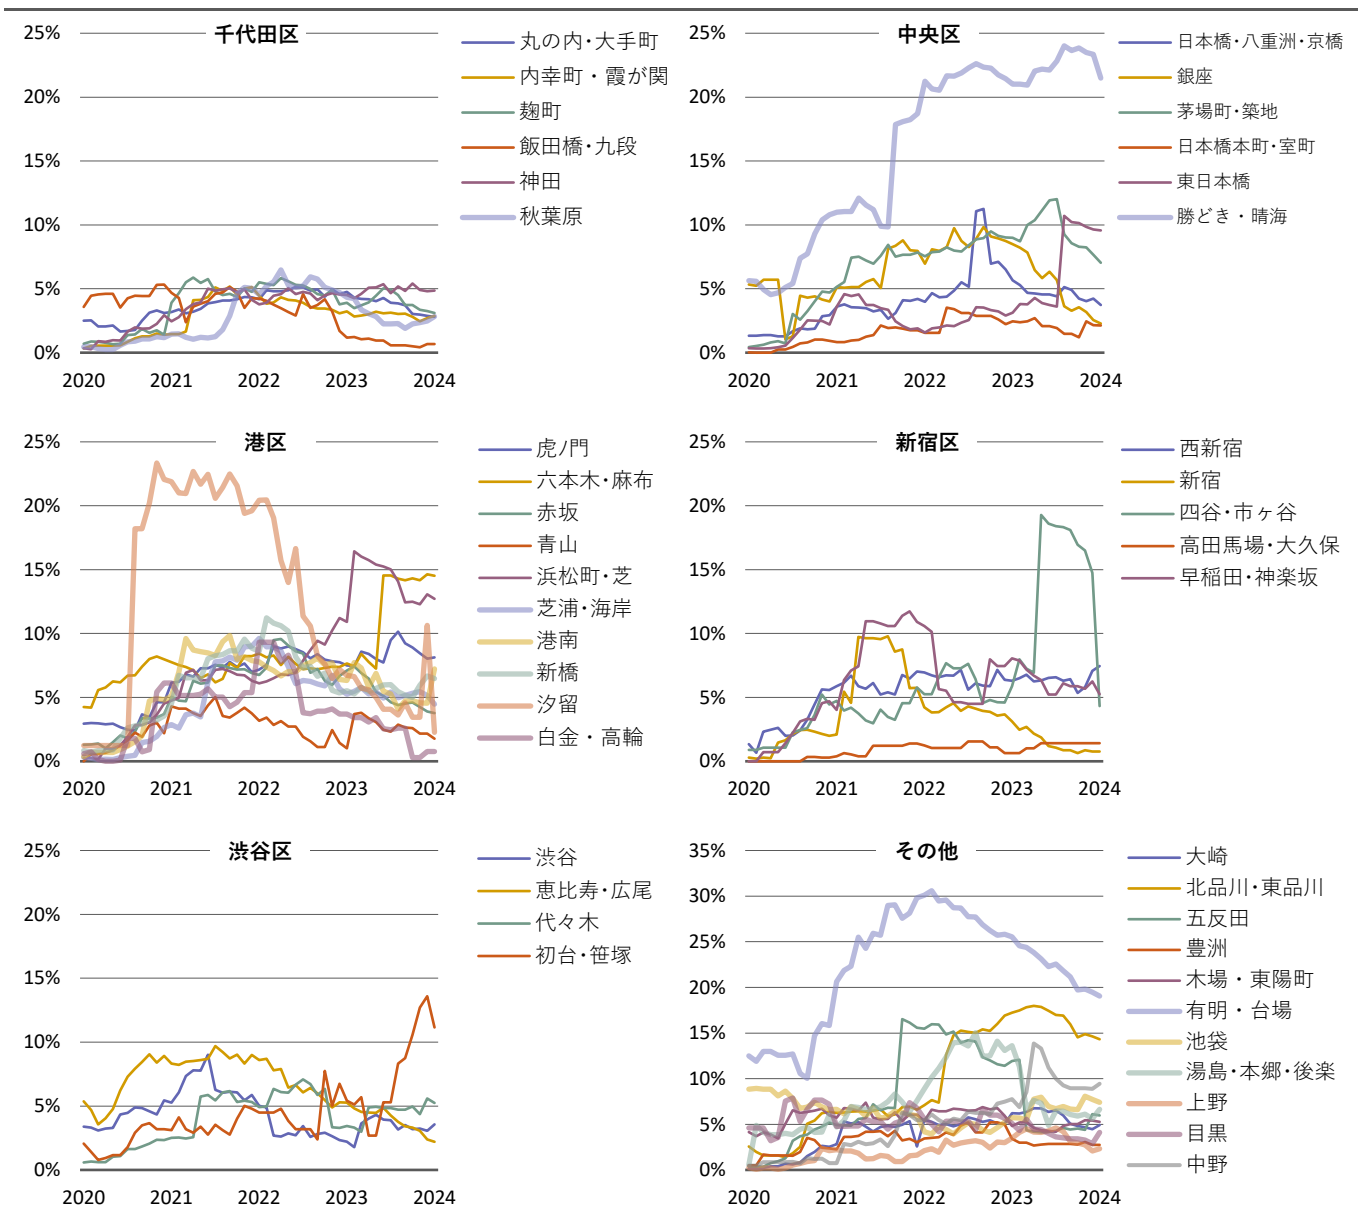 千代田区
25%
20%
15%
10%
5%
0%
2020 2021 2022 2023 2024
丸の内・大手町
内幸町・霞が関
麹町
飯田橋・九段
神田
秋葉原
中央区
25%
20%
15%
10%
5%
0%
2020 2021 2022 2023 2024
日本橋・八重洲・京橋
銀座
茅場町・築地
日本橋本町・室町
東日本橋
勝どき・晴海
港区
25%
20%
15%
10%
5%
0%
2020 2021 2022 2023 2024
虎ノ門
六本木・麻布
赤坂
青山
浜松町・芝
芝浦・海岸
港南
新橋
汐留
白金・高輪
新宿区
25%
20%
15%
10%
5%
0%
2020 2021 2022 2023 2024
西新宿
新宿
四谷・市ヶ谷
高田馬場・大久保
早稲田・神楽坂
渋谷区
25%
20%
15%
10%
5%
0%
2020 2021 2022 2023 2024
渋谷
恵比寿・広尾
代々木
初台・笹塚
その他
35%
30%
25%
20%
15%
10%
5%
0%
2020 2021 2022 2023 2024
大崎
北品川・東品川
五反田
豊洲
木場・東陽町
有明・台場
池袋
湯島・本郷・後楽
上野
目黒
中野